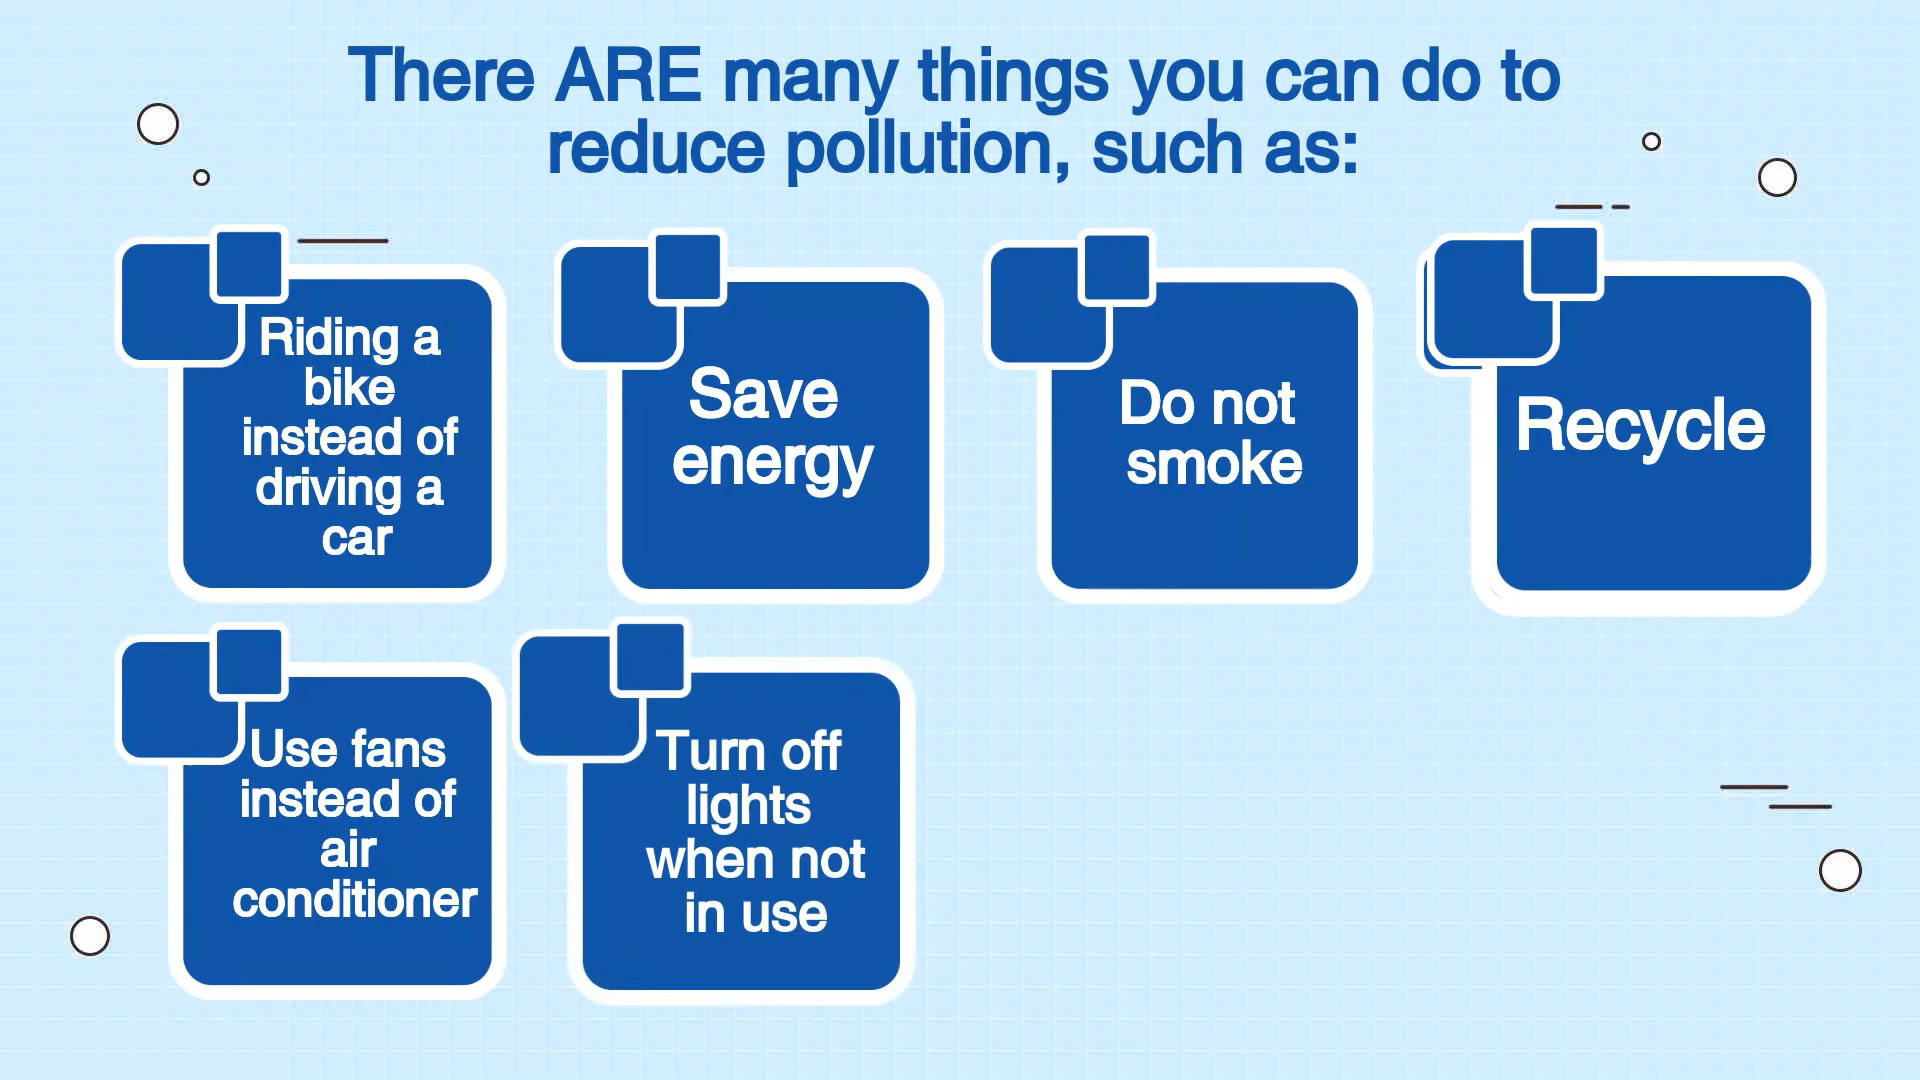 There ARE many things you can do to
reduce pollution, such as:
Riding a
bike
instead of
driving a
car
Save
energy
Do not
smoke
Recycle
Use fans
instead of
air
conditioner
Turn off
lights
when not
in use